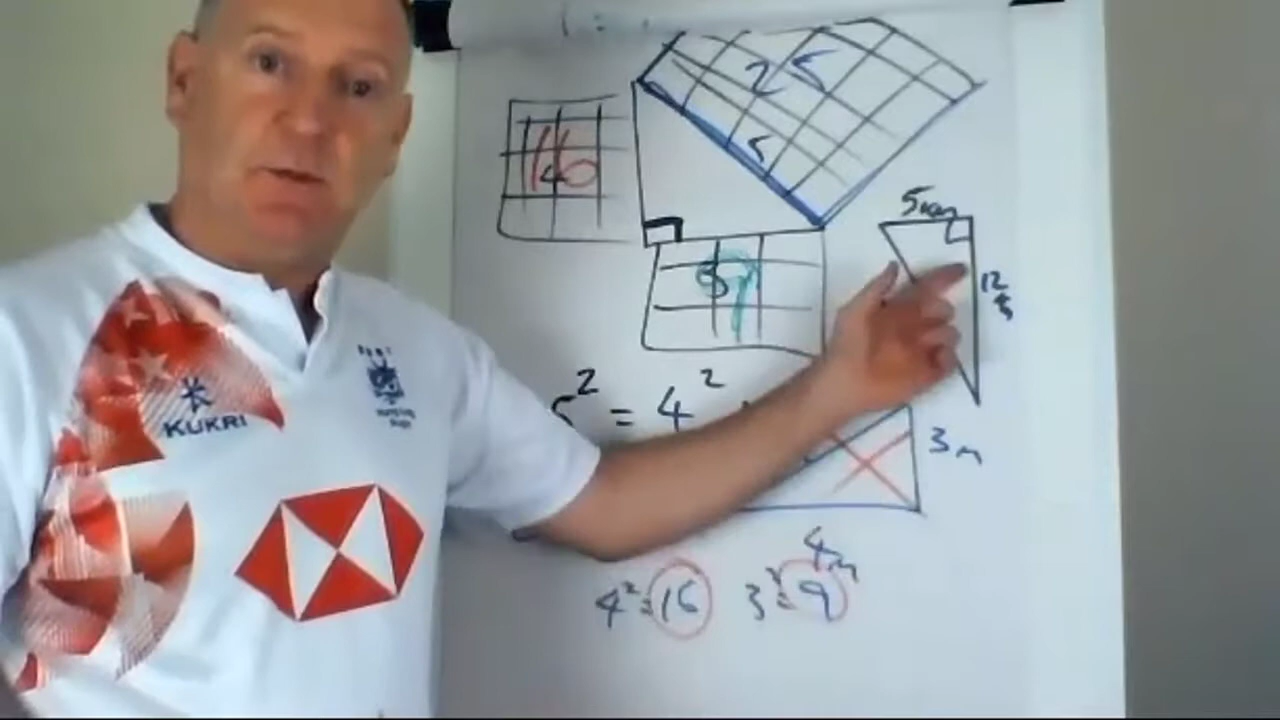 25
5
16
4
9
5cm
12
5² = 4²
3m
4m
4² = 16 3² = 9
KUKRI